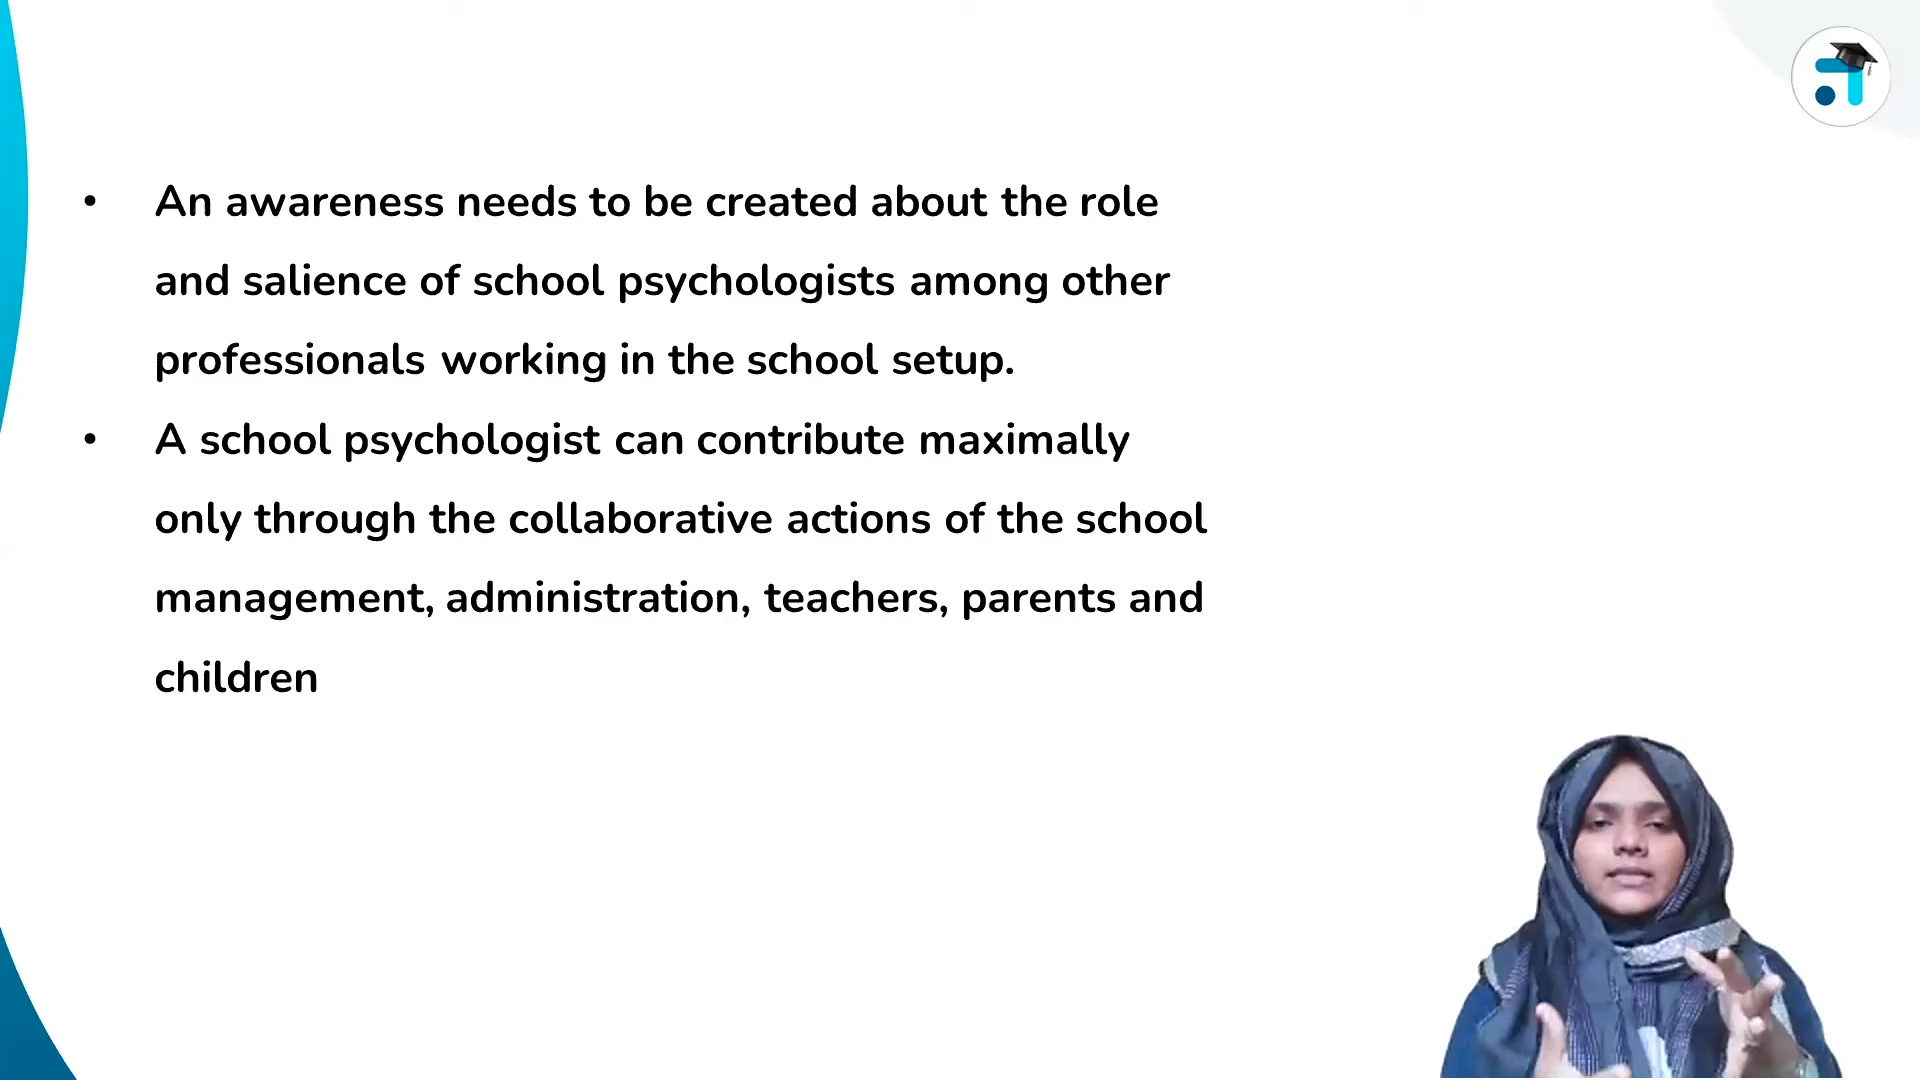 • An awareness needs to be created about the role
and salience of school psychologists among other
professionals working in the school setup.
• A school psychologist can contribute maximally
only through the collaborative actions of the school
management, administration, teachers, parents and
children